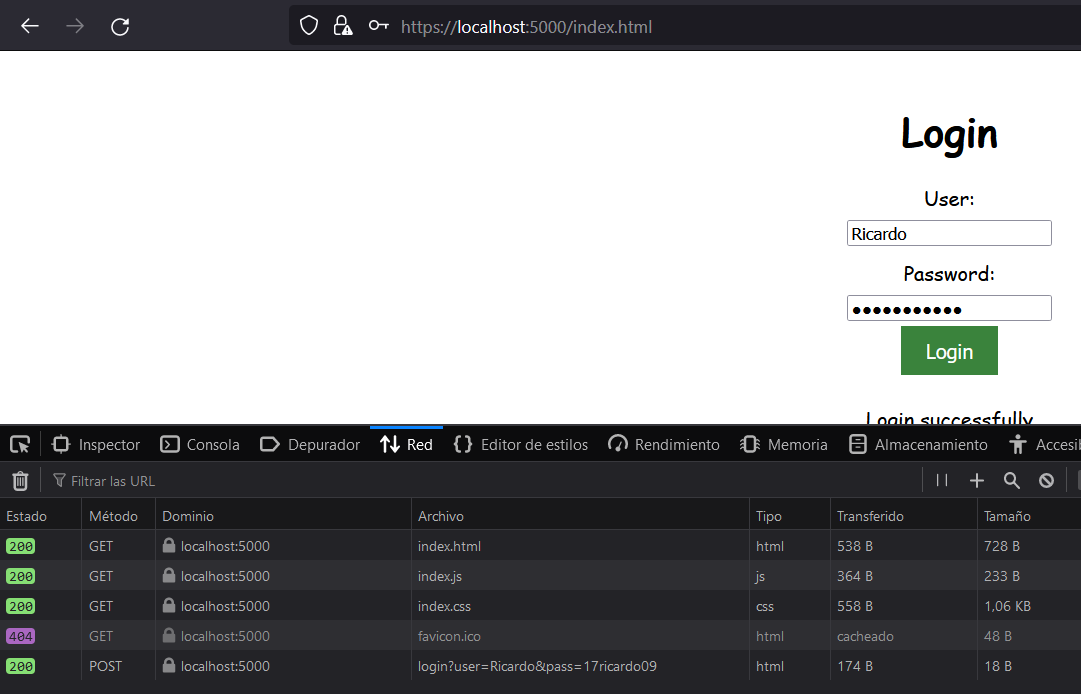 https://localhost:5000/index.html
Login
User:
Ricardo
Password:
Login
Login successfully
Inspector Consola Depurador Red Editor de estilos Rendimiento Memoria Almacenamiento Accesib
Filtrar las URL
Estado Método Dominio Archivo Tipo Transferido Tamaño
200 GET localhost:5000 index.html html 538 B 728 B
200 GET localhost:5000 index.js js 364 B 233 B
200 GET localhost:5000 index.css css 558 B 1,06 KB
404 GET localhost:5000 favicon.ico html cacheado 48 B
200 POST localhost:5000 login?user=Ricardo&pass=17ricardo09 html 174 B 18 B